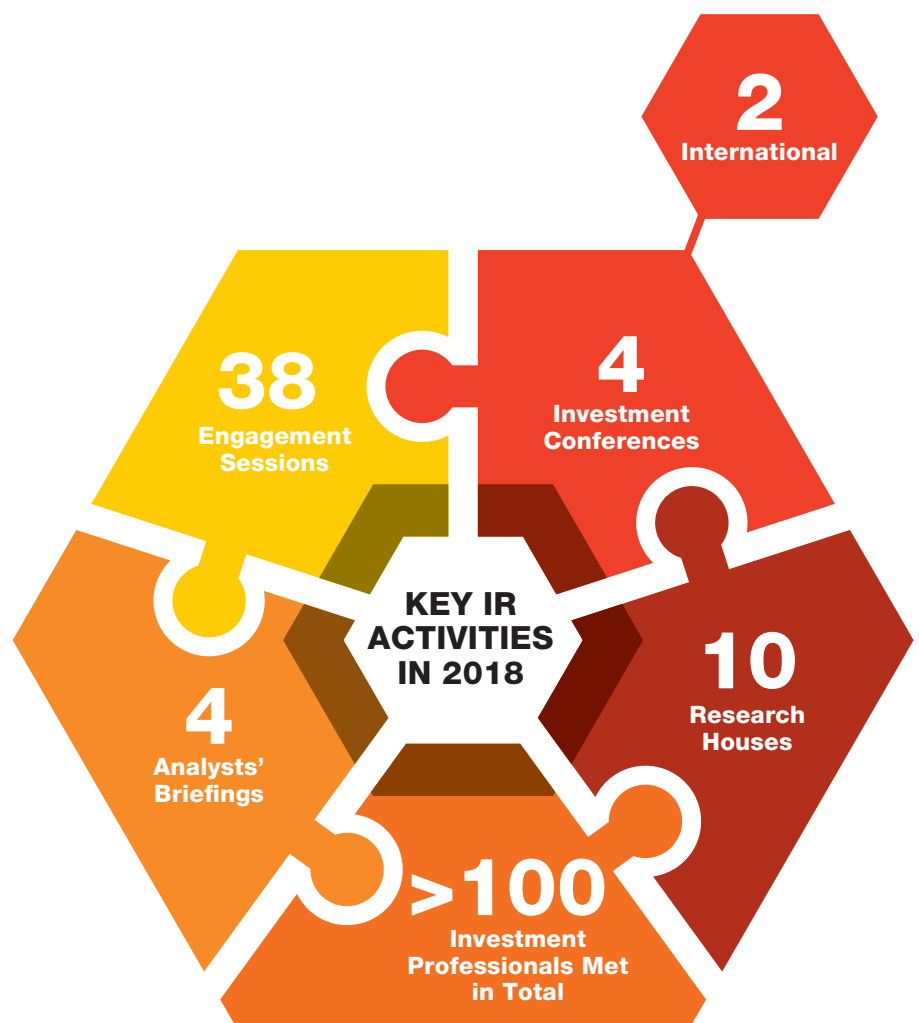 2
International
38
Engagement
Sessions
4
Investment
Conferences
KEY IR
ACTIVITIES
IN 2018
10
Research
Houses
4
Analysts’
Briefings
>100
Investment
Professionals Met
in Total